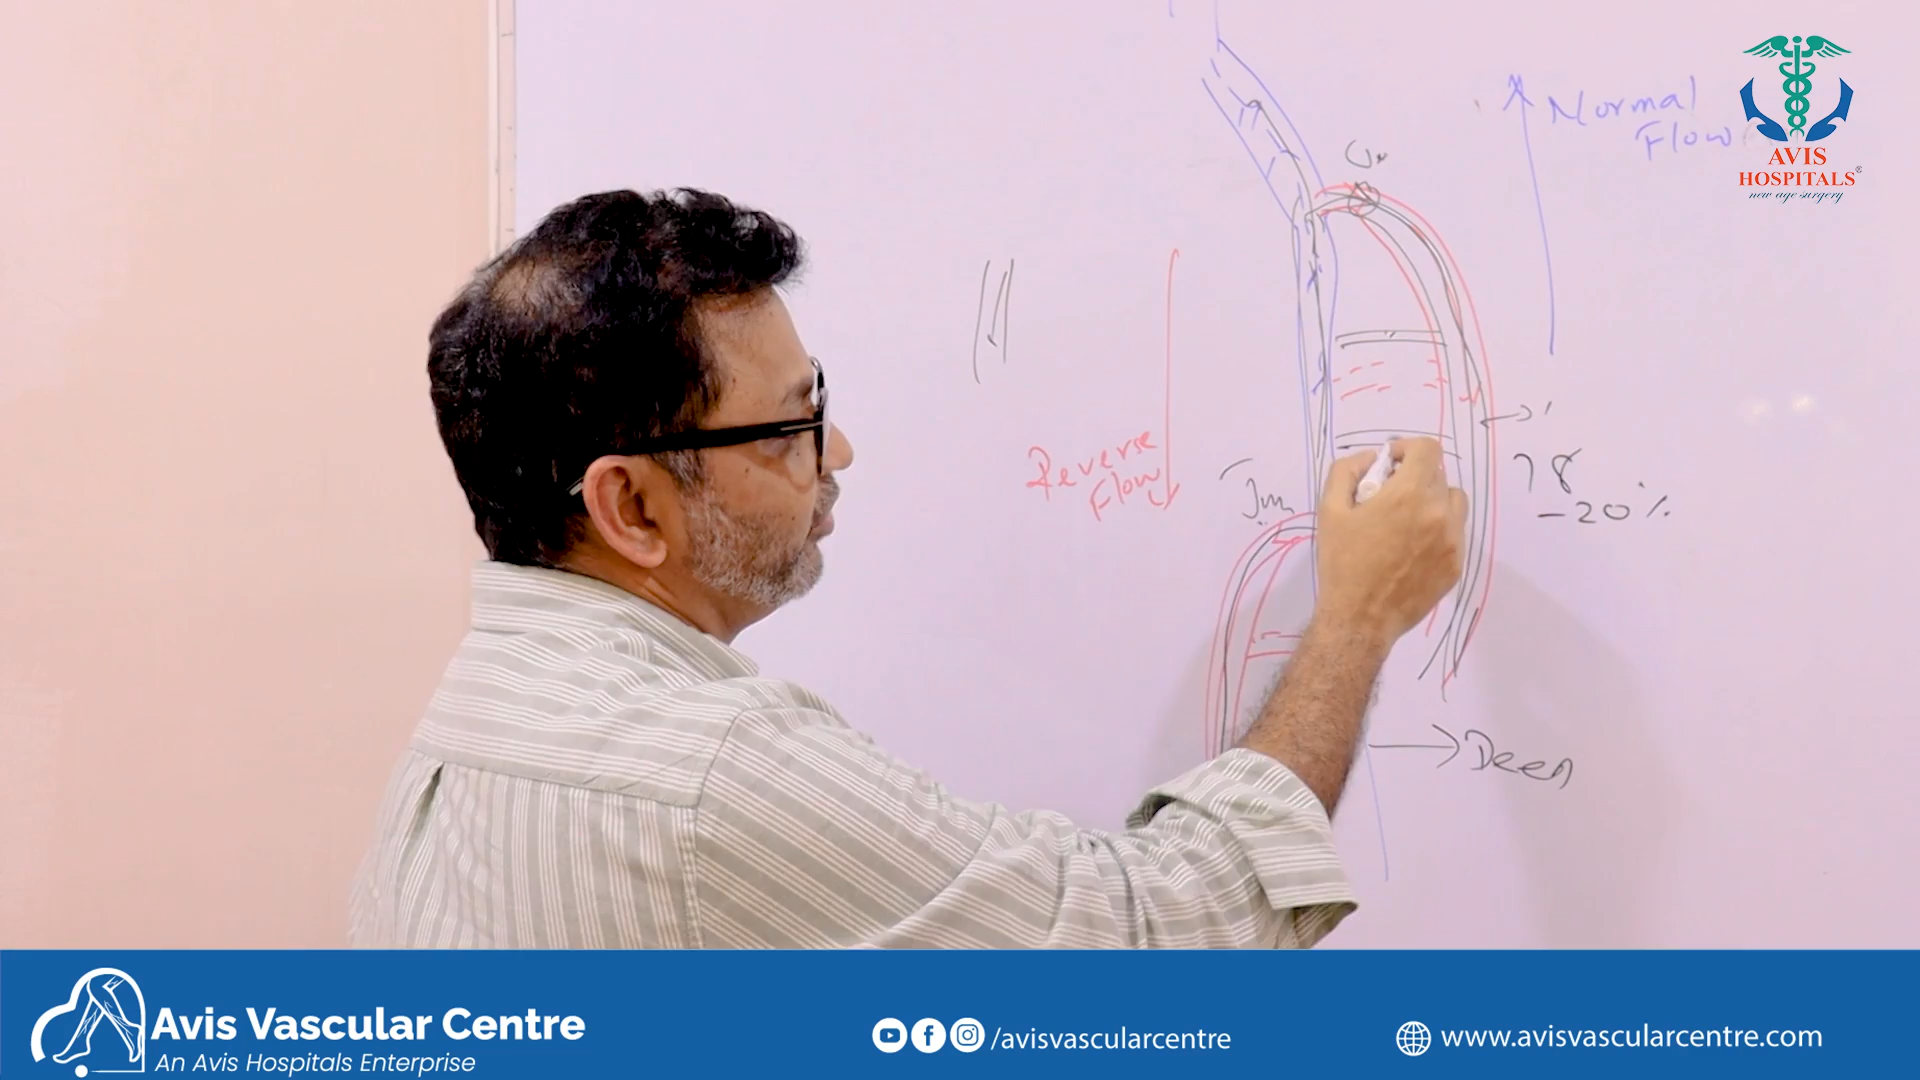 Normal
Flow
AVIS
HOSPITALS®
new age surgery
Reverse
Flow
-20%
Deep
Avis Vascular Centre
An Avis Hospitals Enterprise
/avisvascularcentre
www.avisvascularcentre.com